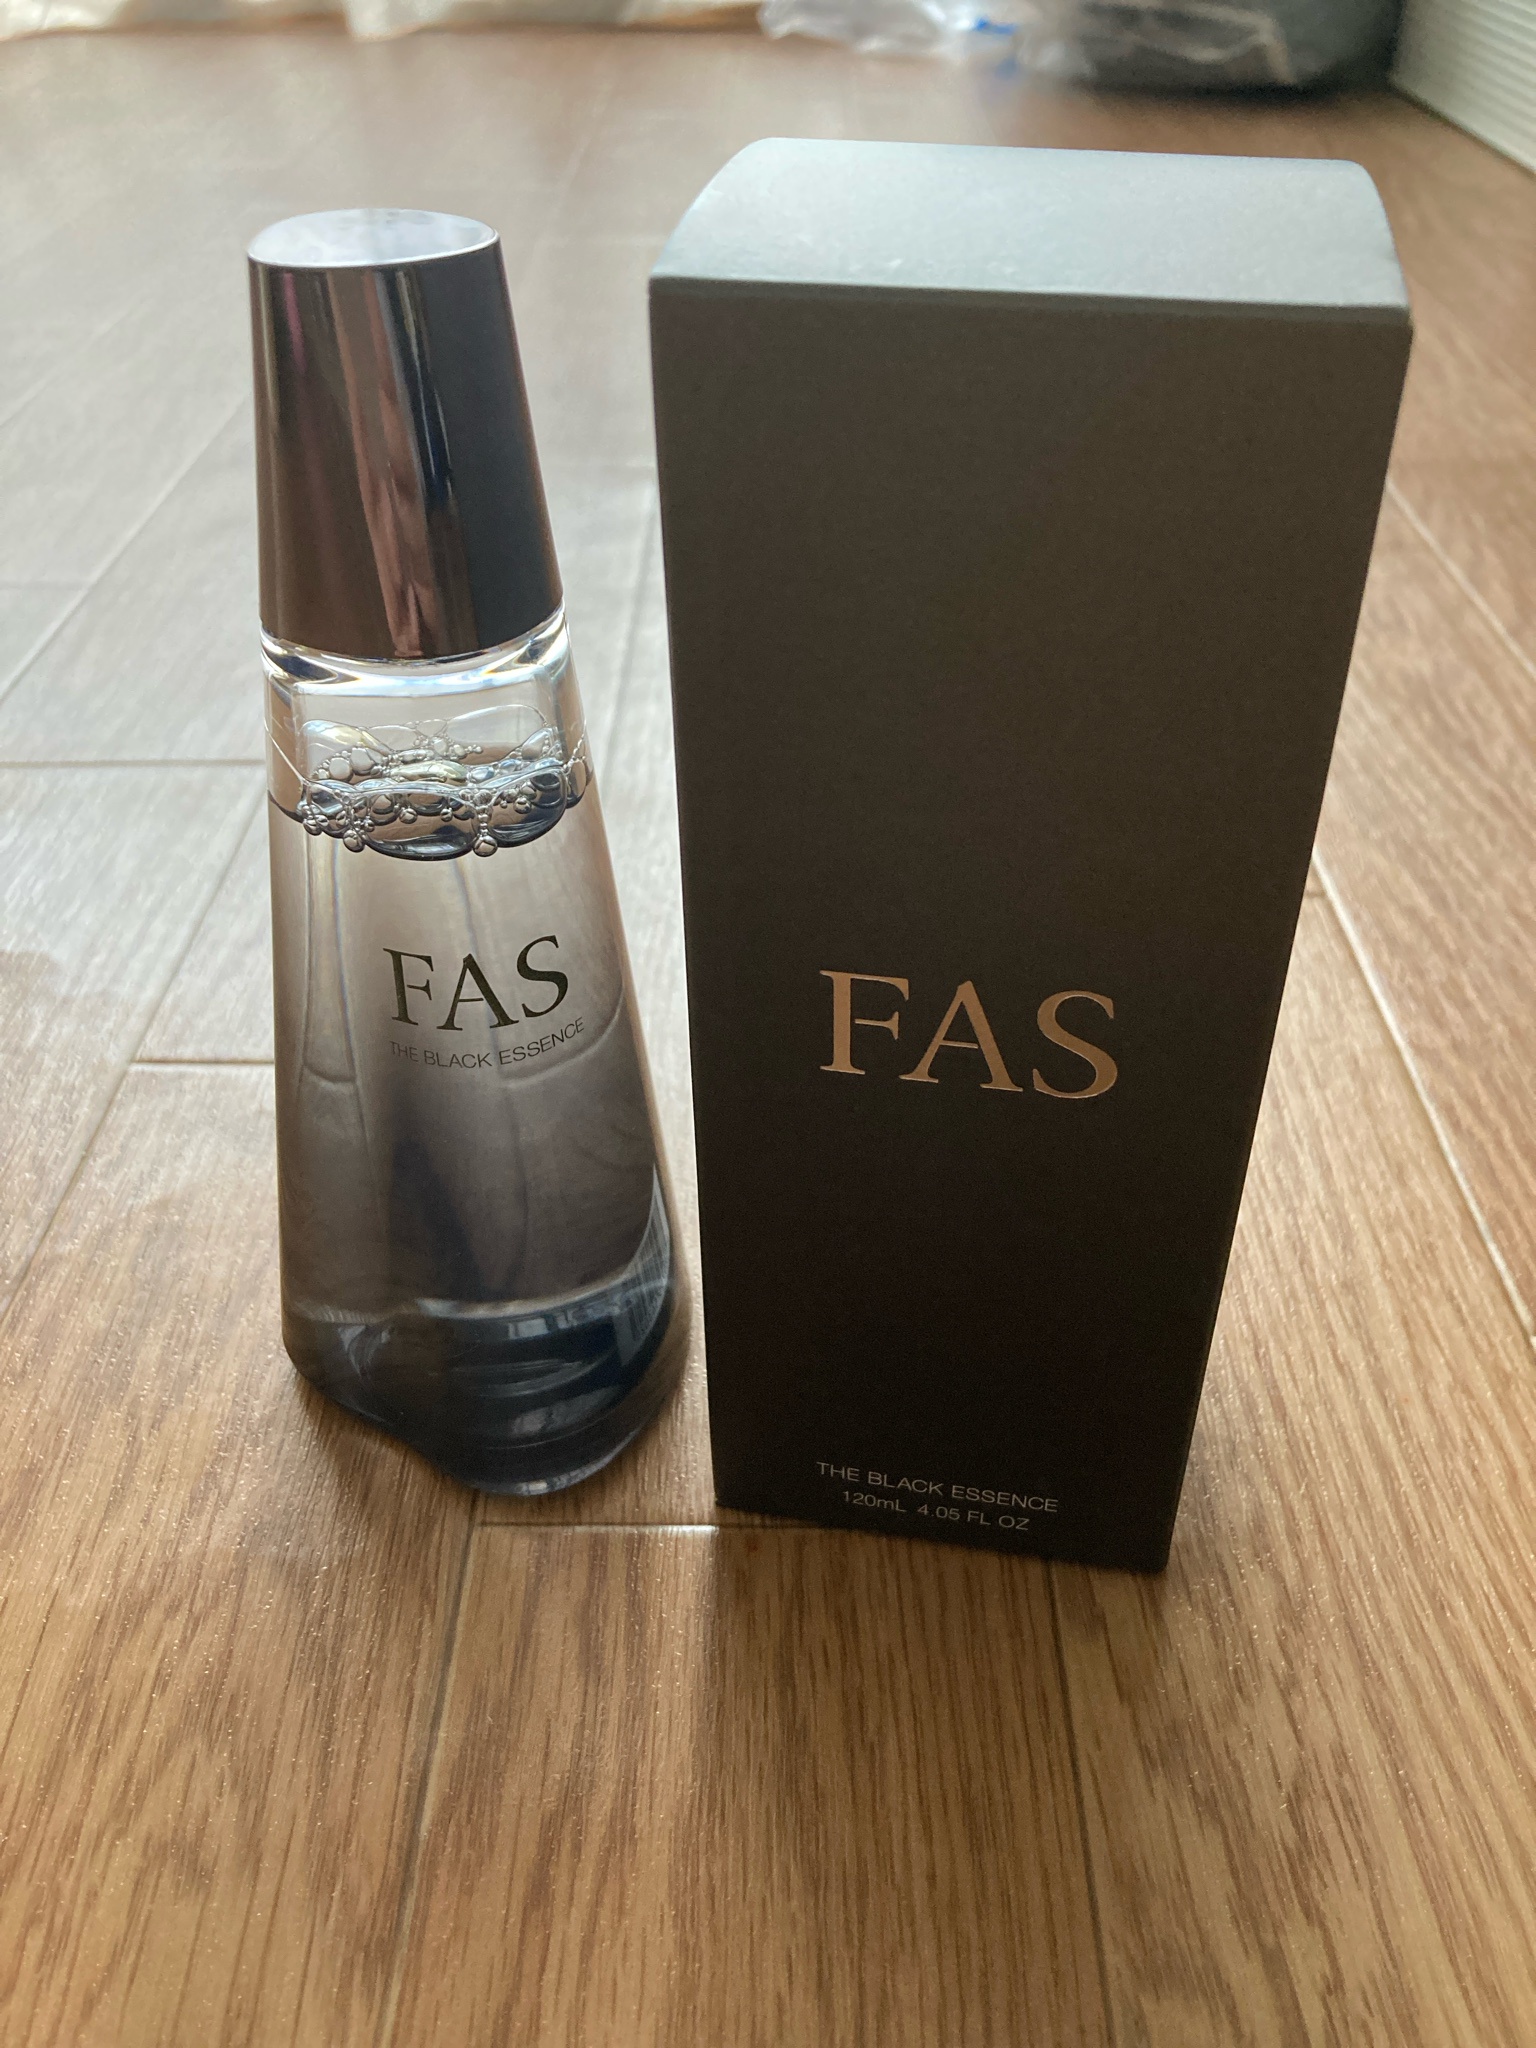 FAS
THE BLACK ESSENCE
FAS
THE BLACK ESSENCE
120mL 4.05 FL OZ